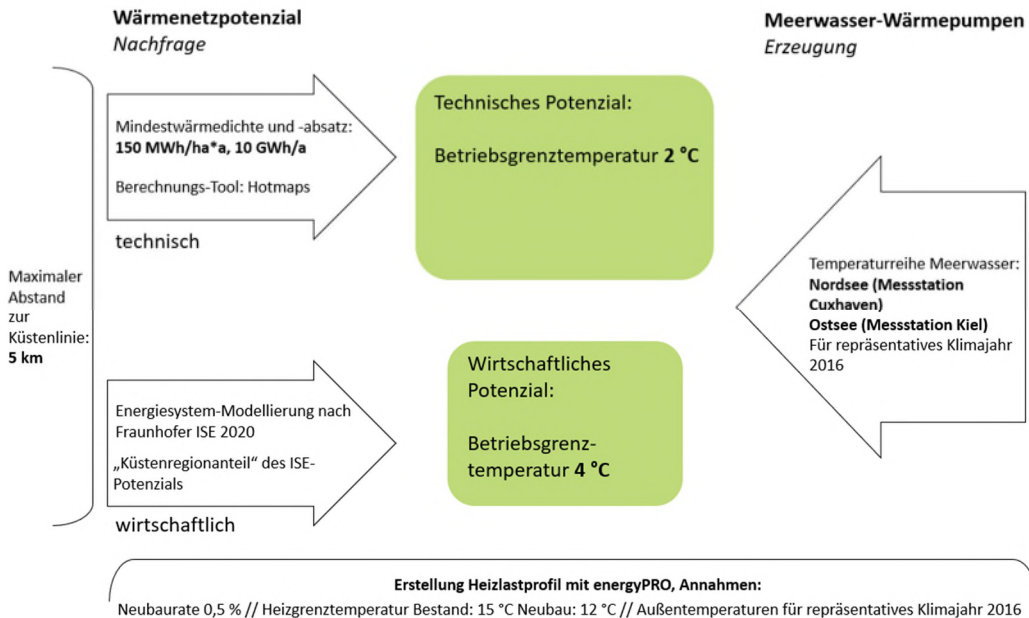 Wärmenetzpotenzial
Nachfrage
Meerwasser-Wärmepumpen
Erzeugung
Maximaler
Abstand
zur
Küstenlinie:
5 km
Mindestwärmedichte und -absatz:
150 MWh/ha*a, 10 GWh/a
Berechnungs-Tool: Hotmaps
technisch
Technisches Potenzial:
Betriebsgrenztemperatur 2 °C
Temperaturreihe Meerwasser:
Nordsee (Messstation
Cuxhaven)
Ostsee (Messstation Kiel)
Für repräsentatives Klimajahr
2016
Energiesystem-Modellierung nach
Fraunhofer ISE 2020
„Küstenregionanteil“ des ISE-
Potenzials
wirtschaftlich
Wirtschaftliches
Potenzial:
Betriebsgrenz-
temperatur 4 °C
Erstellung Heizlastprofil mit energyPRO, Annahmen:
Neubaurate 0,5 % // Heizgrenztemperatur Bestand: 15 °C Neubau: 12 °C // Außentemperaturen für repräsentatives Klimajahr 2016